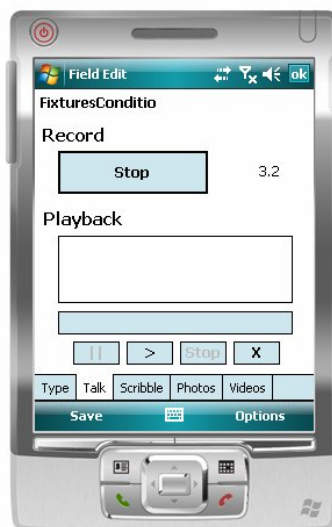 Field Edit ok
FixturesConditio
Record
Stop 3.2
Playback
|| > Stop X
Type Talk Scribble Photos Videos
Save Options